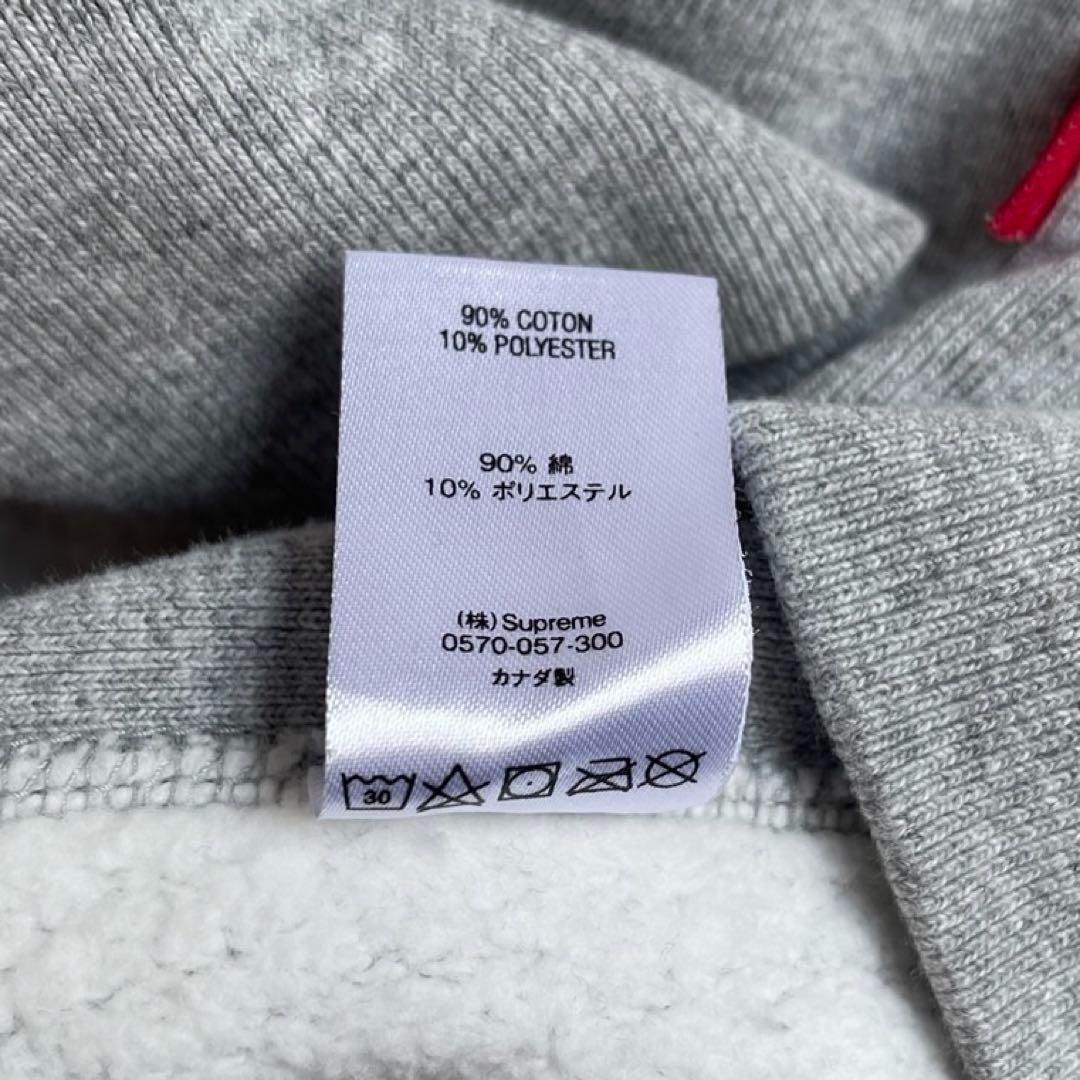 90% COTON
10% POLYESTER
90% 綿
10% ポリエステル
(株)Supreme
0570-057-300
カナダ製
30